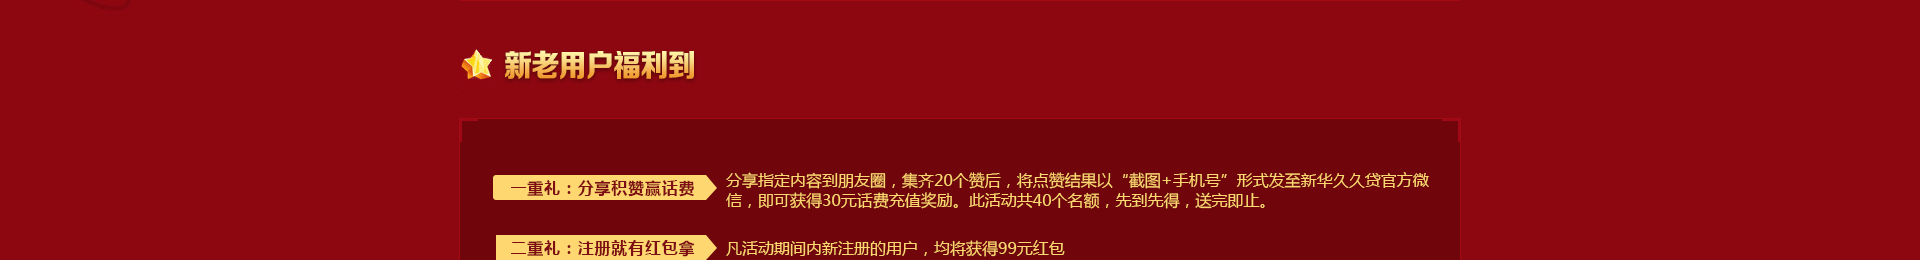 新老用户福利到
一重礼：分享积赞赢话费
分享指定内容到朋友圈，集齐20个赞后，将点赞结果以“截图+手机号”形式发至新华久久贷官方微
信，即可获得30元话费充值奖励。此活动共40个名额，先到先得，送完即止。
二重礼：注册就有红包拿
凡活动期间内新注册的用户，均将获得99元红包